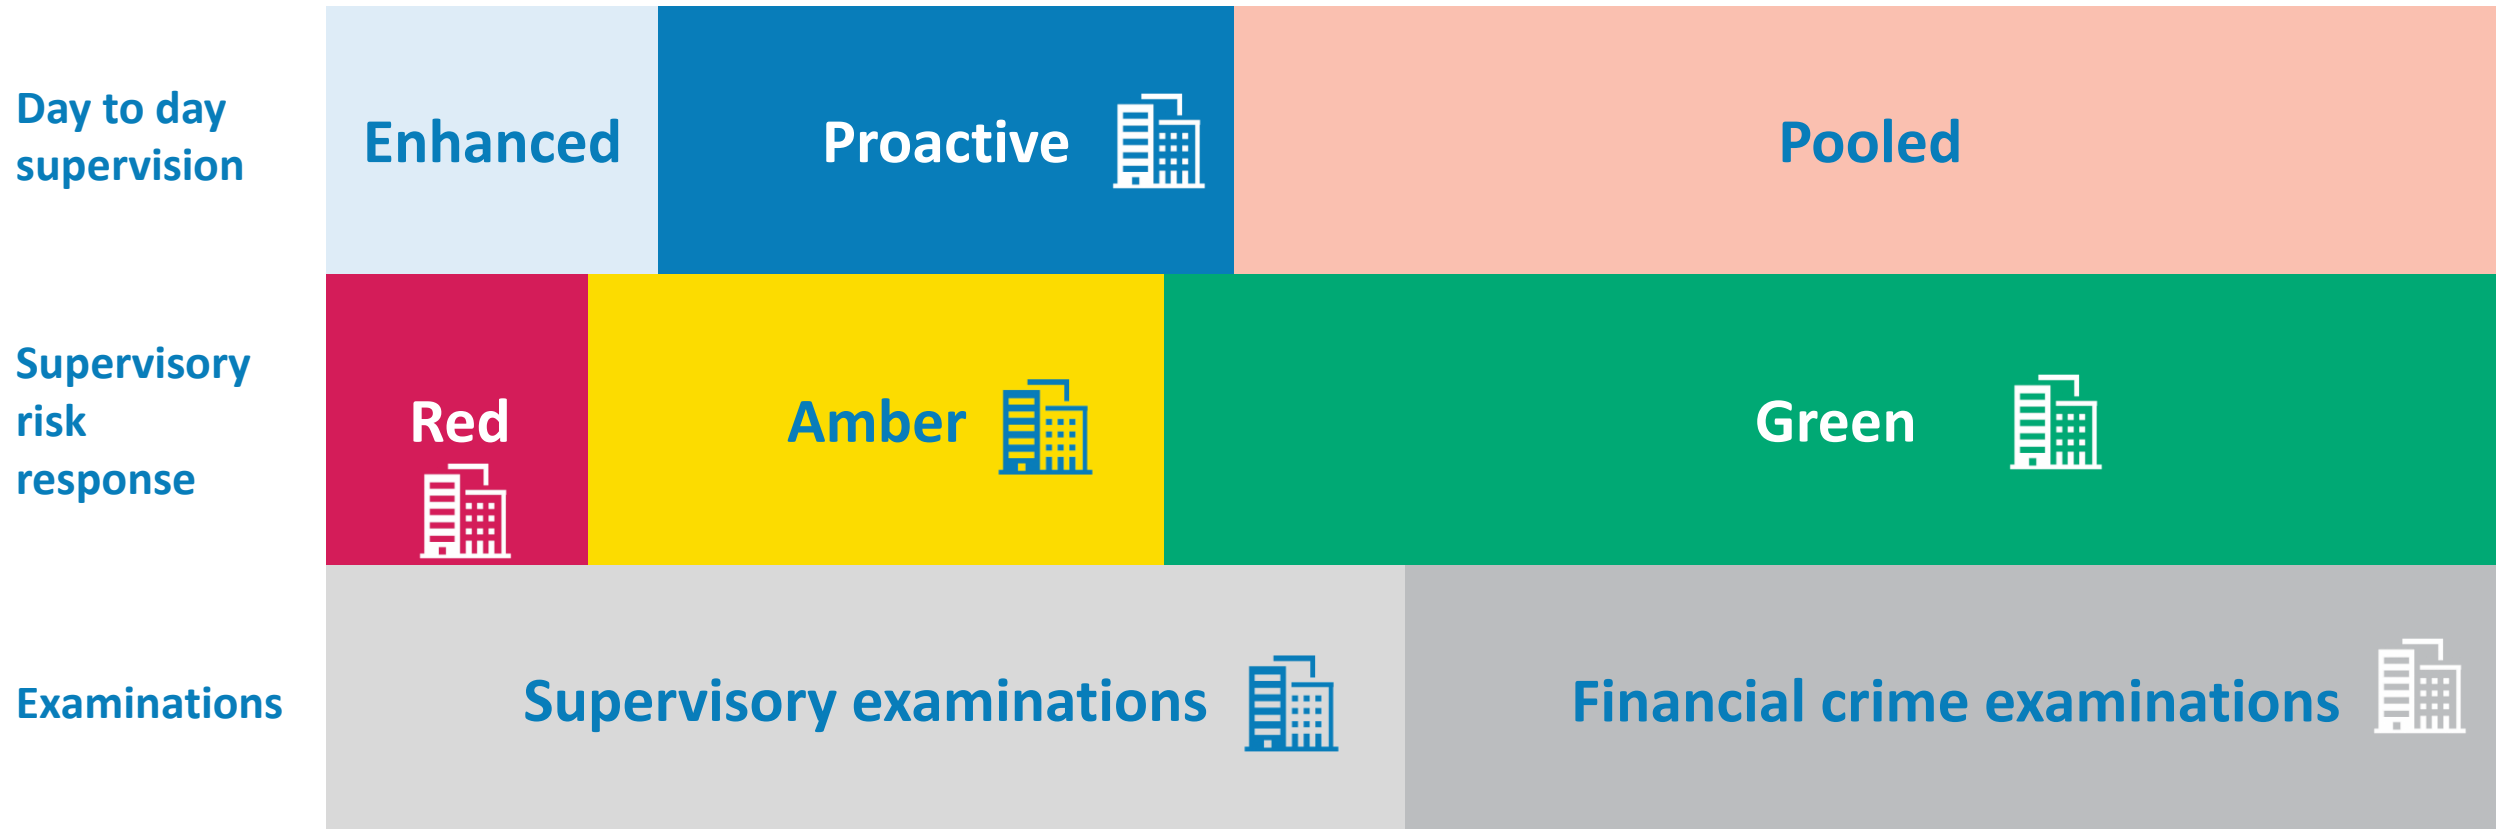 Day to day
supervision
Enhanced
Proactive
Pooled
Supervisory
risk
response
Red
Amber
Green
Examinations
Supervisory examinations
Financial crime examinations